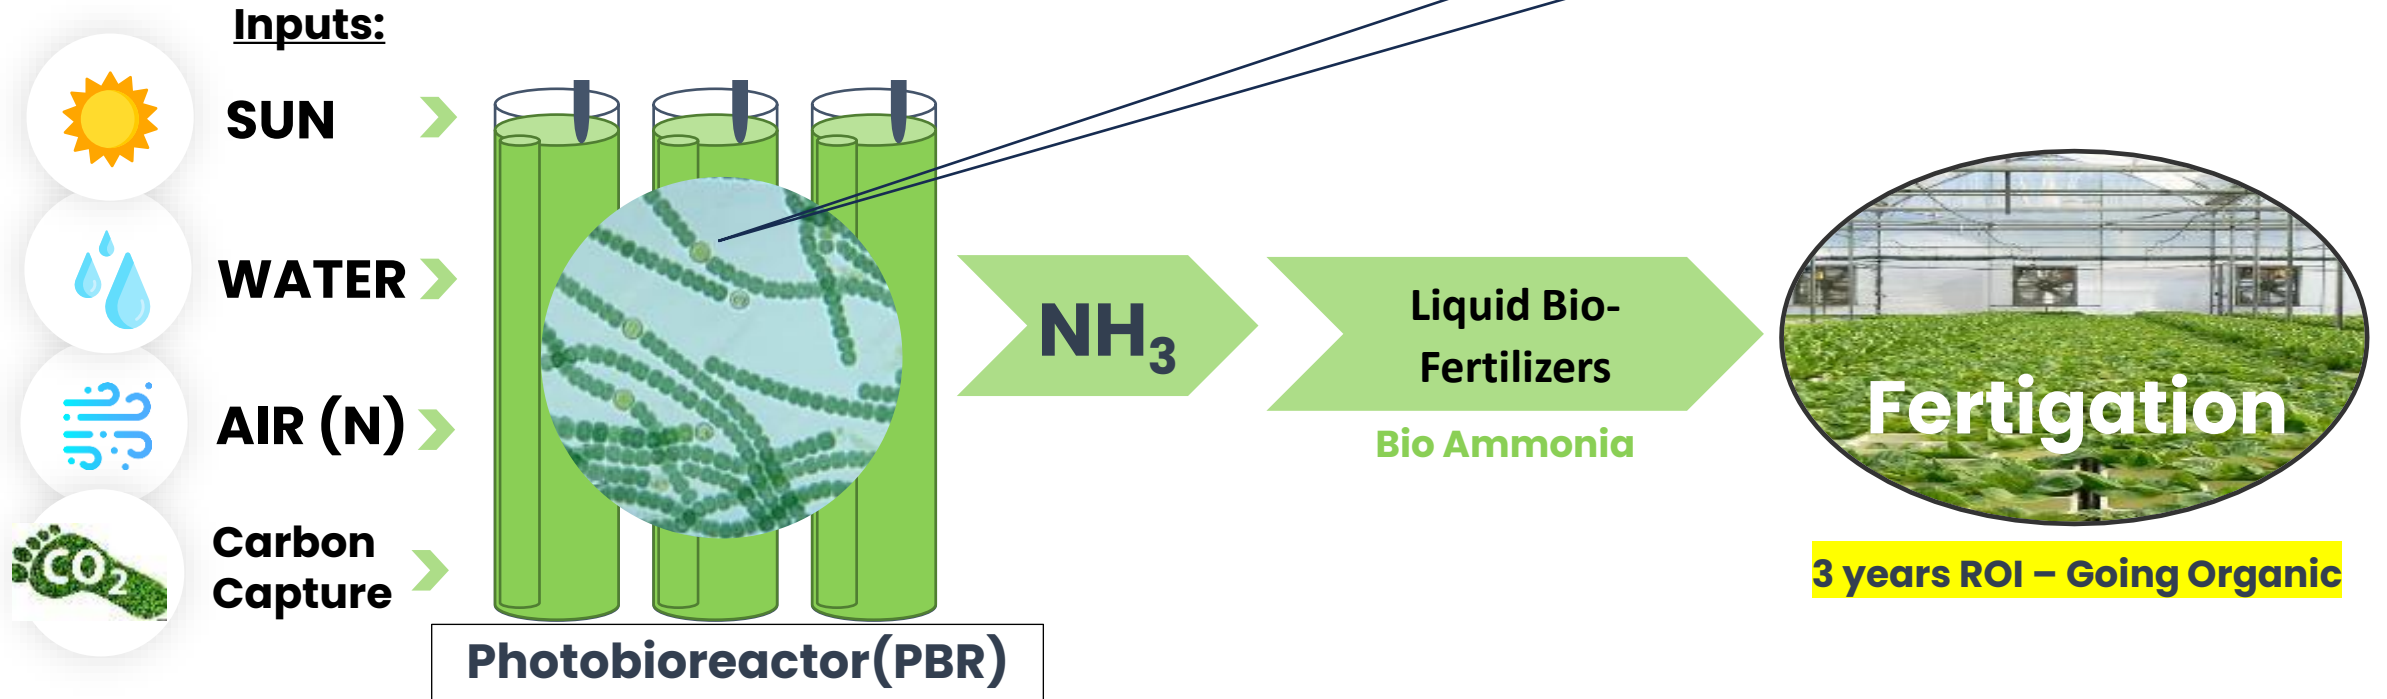 Inputs:
SUN
WATER
AIR (N)
Carbon
Capture
CO2
Photobioreactor(PBR)
NH₃
Liquid Bio-
Fertilizers
Bio Ammonia
Fertigation
3 years ROI – Going Organic